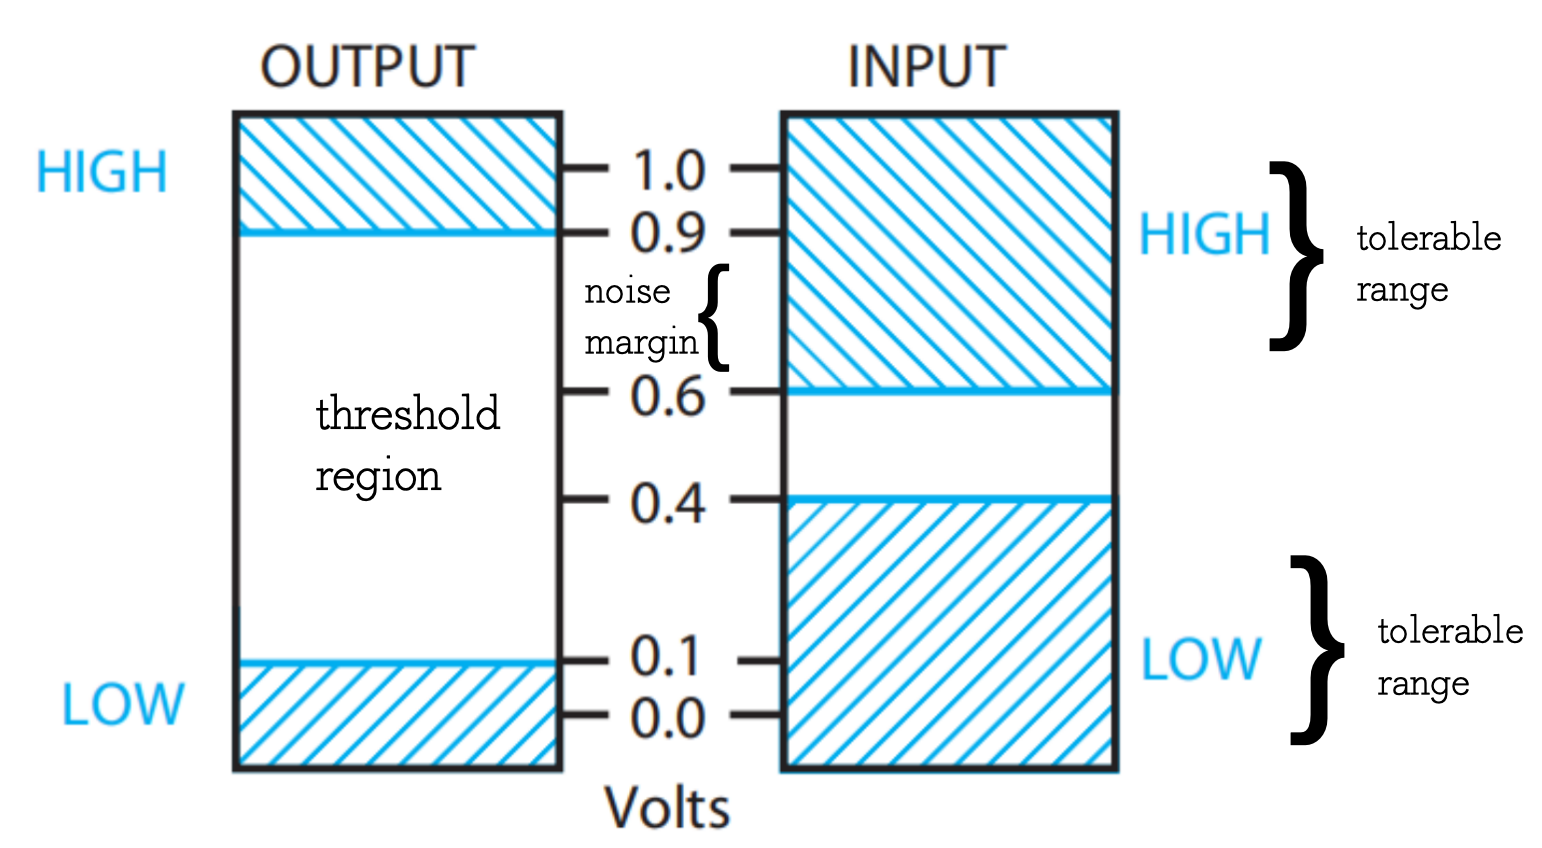 OUTPUT
INPUT
HIGH
1.0
0.9
HIGH
tolerable
range
noise
margin
0.6
threshold
region
0.4
0.1
LOW
0.0
LOW
tolerable
range
Volts